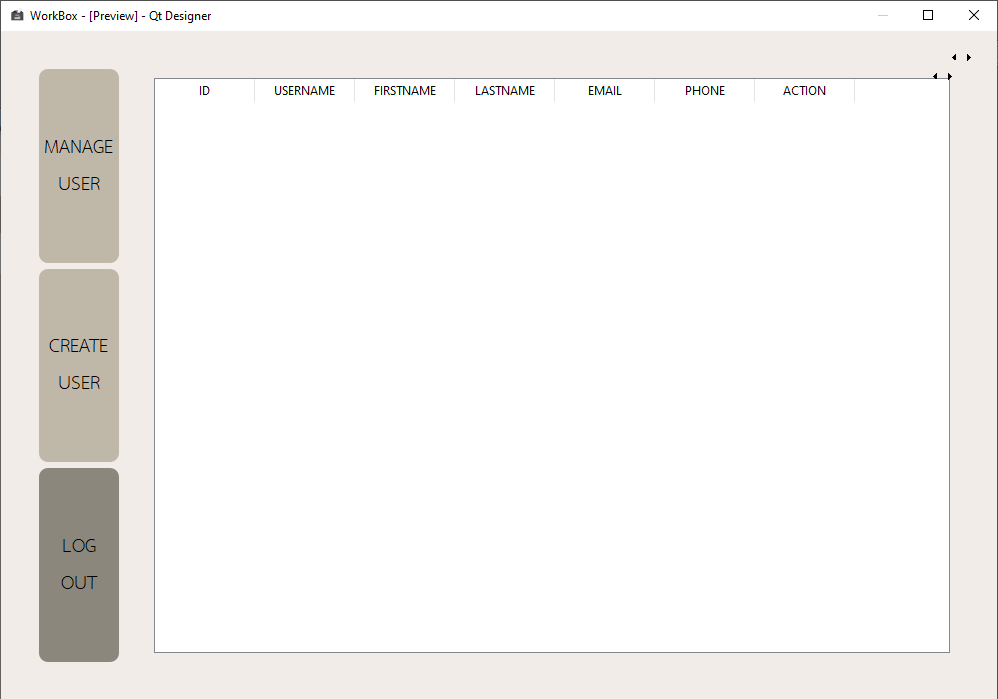 WorkBox - [Preview] - Qt Designer
MANAGE
USER
CREATE
USER
LOG
OUT
ID USERNAME FIRSTNAME LASTNAME EMAIL PHONE ACTION